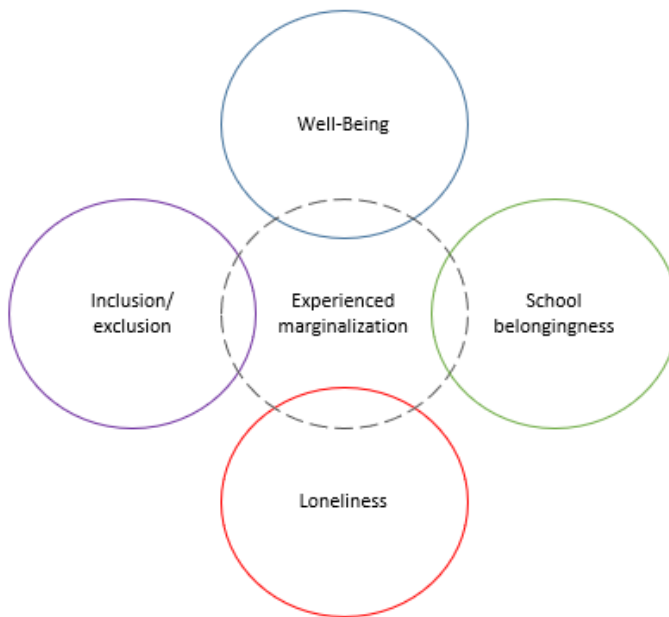 Well-Being
Inclusion/
exclusion
Experienced
marginalization
School
belongingness
Loneliness